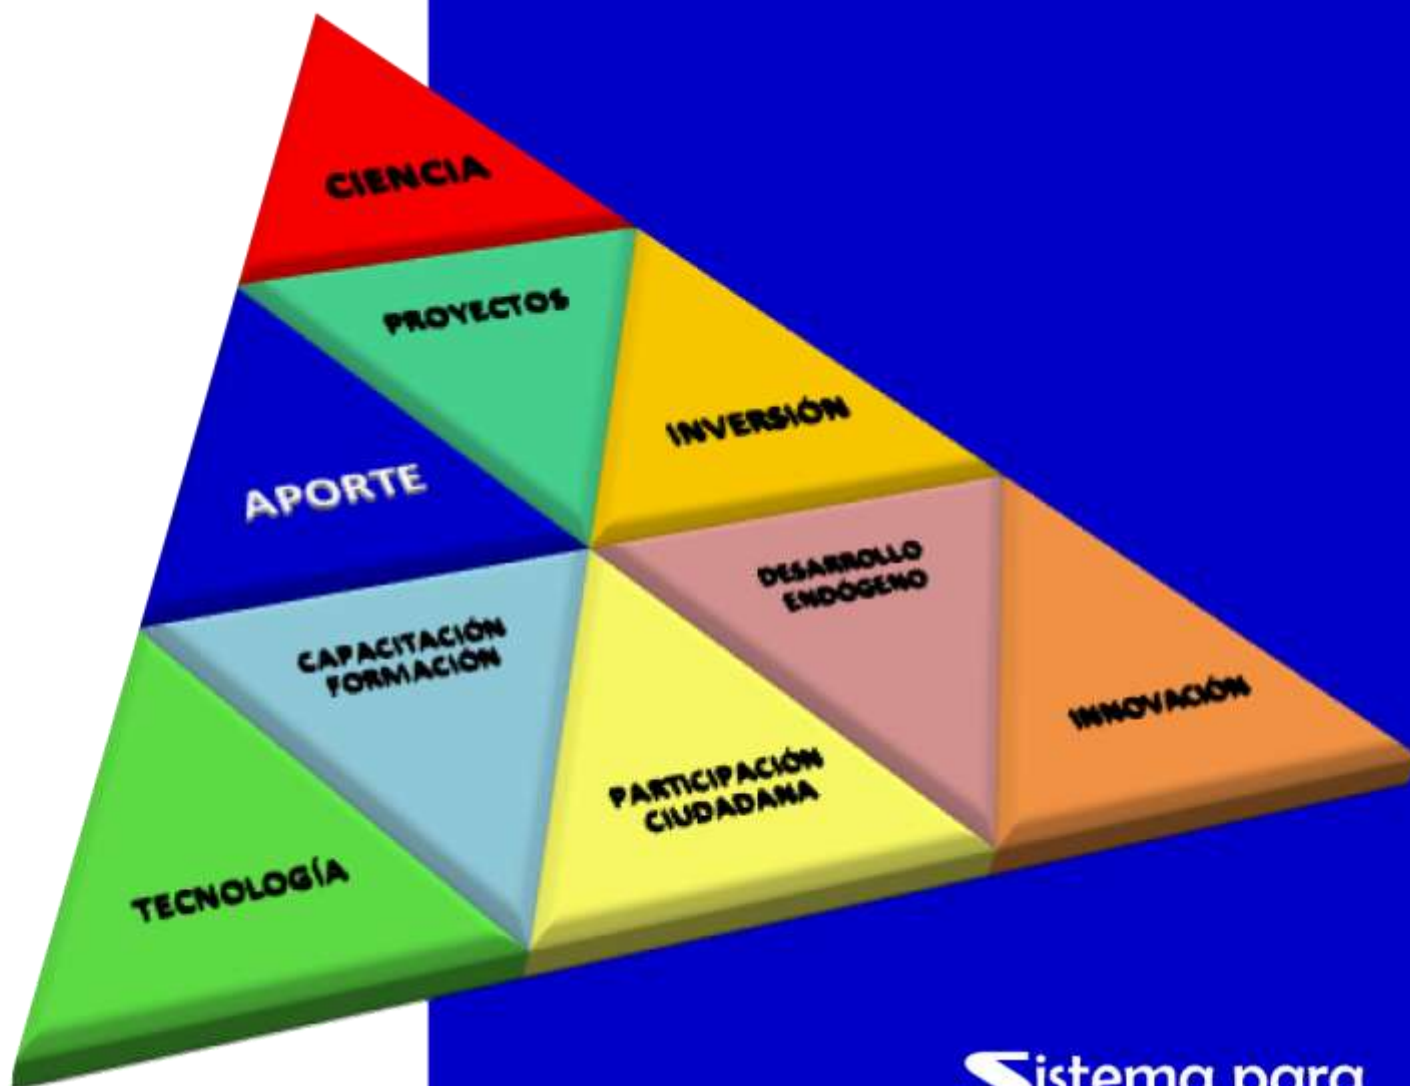 CIENCIA
PROYECTOS
INVERSIÓN
APORTE
DESARROLLO
ENDÓGENO
CAPACITACIÓN
FORMACIÓN
INNOVACIÓN
PARTICIPACIÓN
CIUDADANA
TECNOLOGÍA
Sistema para